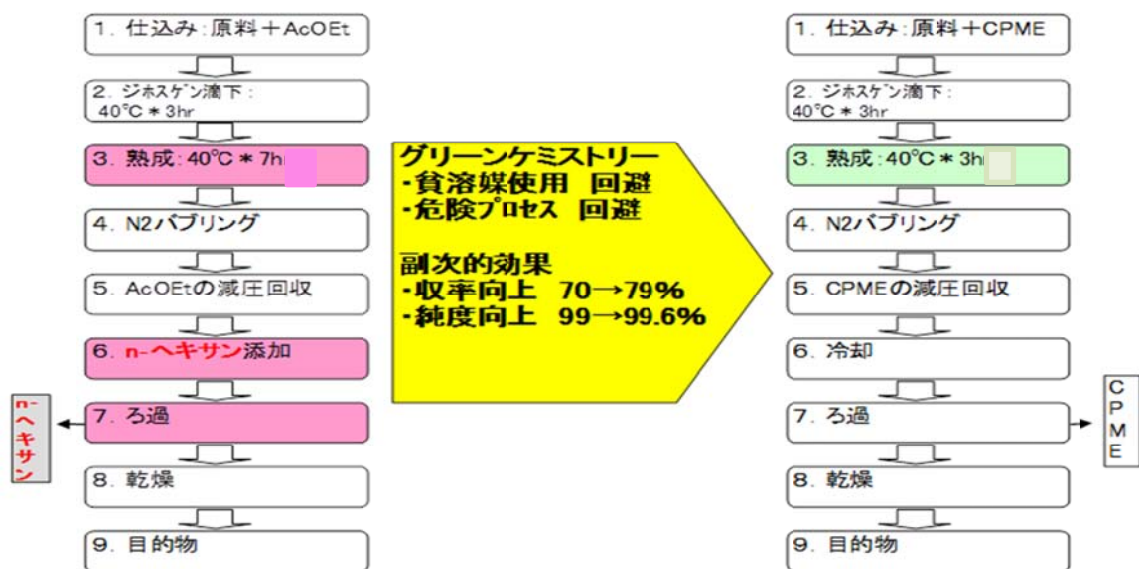 1. 仕込み:原料+AcOEt
2. ジホスゲン滴下:
40℃*3hr
3. 熟成:40℃*7hr
4. N2バブリング
5. AcOEtの減圧回収
6. n-ヘキサン添加
7. ろ過
n-ヘキサン
8. 乾燥
9. 目的物
グリーンケミストリー
・貧溶媒使用 回避
・危険プロセス 回避
副次的効果
・収率向上 70→79%
・純度向上 99→99.6%
1. 仕込み:原料+CPME
2. ジホスゲン滴下:
40℃*3hr
3. 熟成:40℃*3hr
4. N2バブリング
5. CPMEの減圧回収
6. 冷却
7. ろ過
CPME
8. 乾燥
9. 目的物